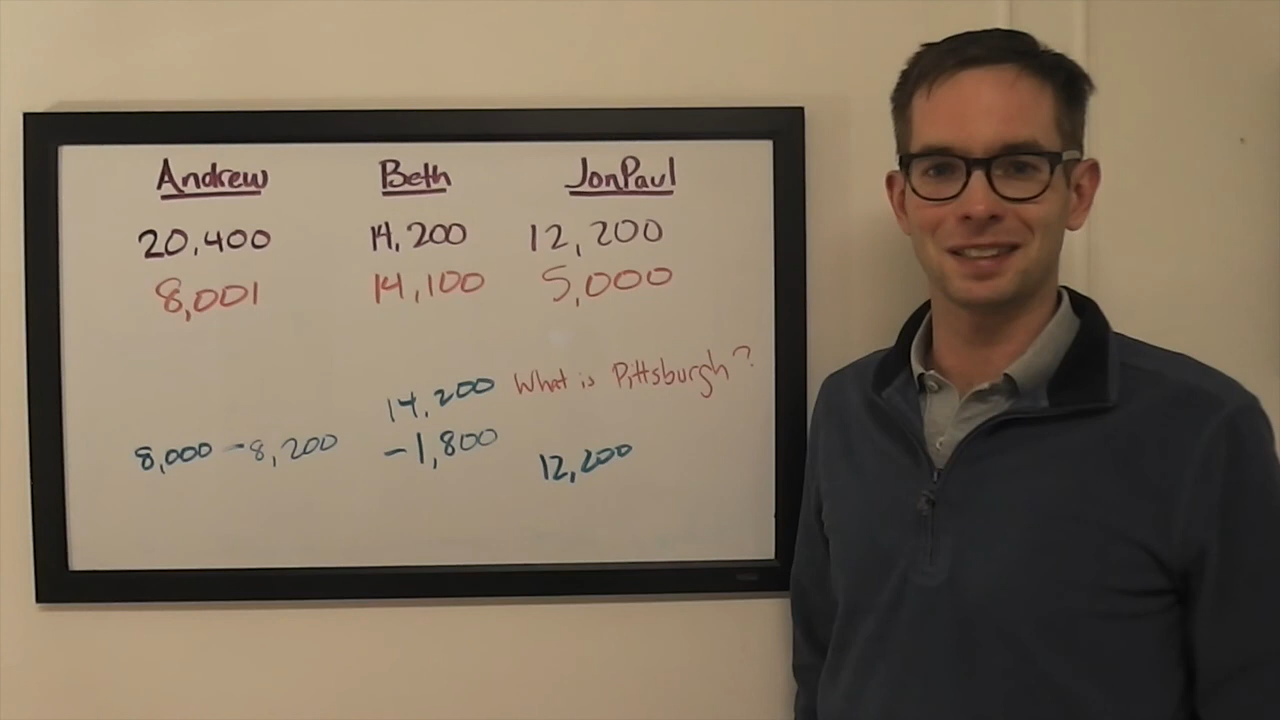 Andrew Beth JonPaul
20,400 14,200 12,200
8,001 14,100 5,000
What is Pittsburgh?
14,200
8,000 - 8,200 -1,800 12,200